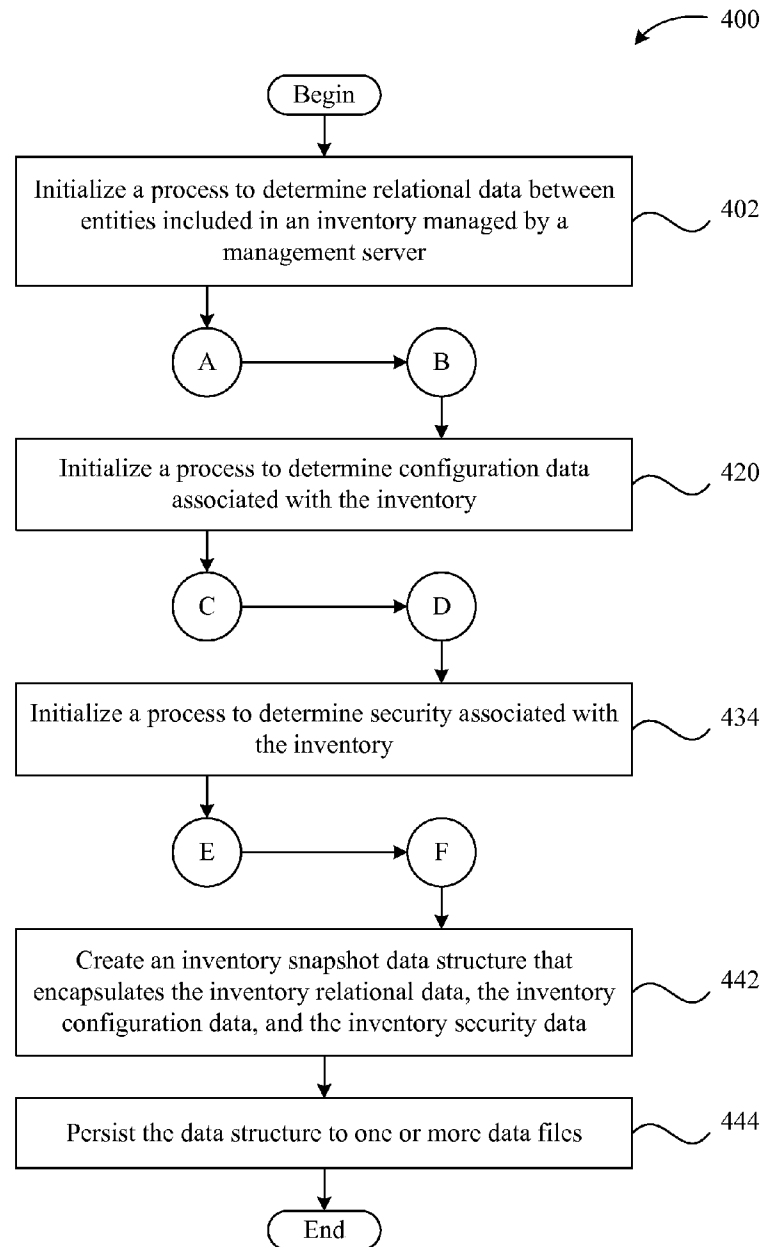 400
Begin
Initialize a process to determine relational data between
entities included in an inventory managed by a
management server
402
A
B
Initialize a process to determine configuration data
associated with the inventory
420
C
D
Initialize a process to determine security associated with
the inventory
434
E
F
Create an inventory snapshot data structure that
encapsulates the inventory relational data, the inventory
configuration data, and the inventory security data
442
Persist the data structure to one or more data files
444
End